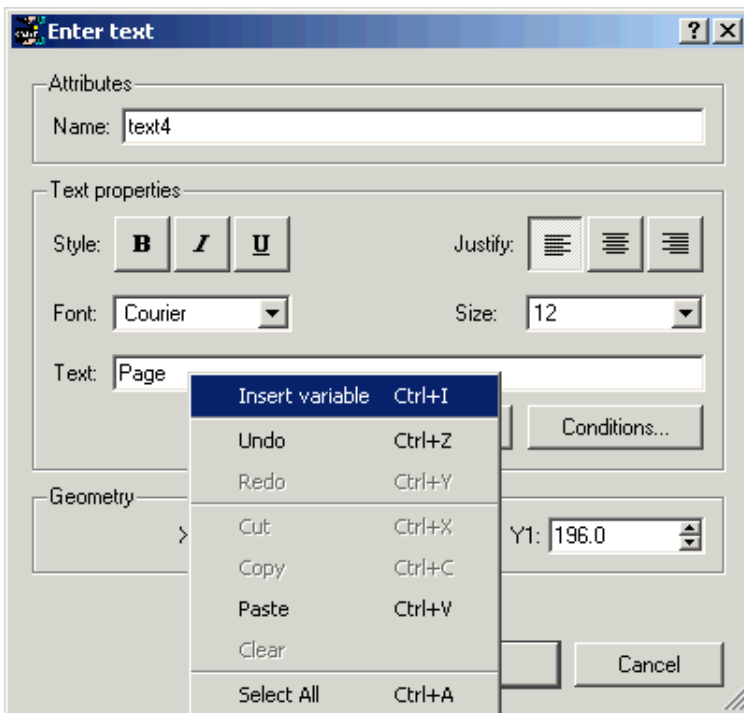 Enter text
Attributes
Name: text4
Text properties
Style: B I U Justify:
Font: Courier Size: 12
Text: Page
Insert variable Ctrl+I
Conditions...
Undo Ctrl+Z
Redo Ctrl+Y
Geometry
Cut Ctrl+X
Y1: 196.0
Copy Ctrl+C
Paste Ctrl+V
Clear
Cancel
Select All Ctrl+A